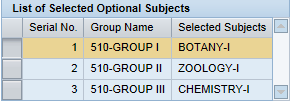 List of Selected Optional Subjects
Serial No. Group Name Selected Subjects
1 510-GROUP I BOTANY-I
2 510-GROUP II ZOOLOGY-I
3 510-GROUP III CHEMISTRY-I